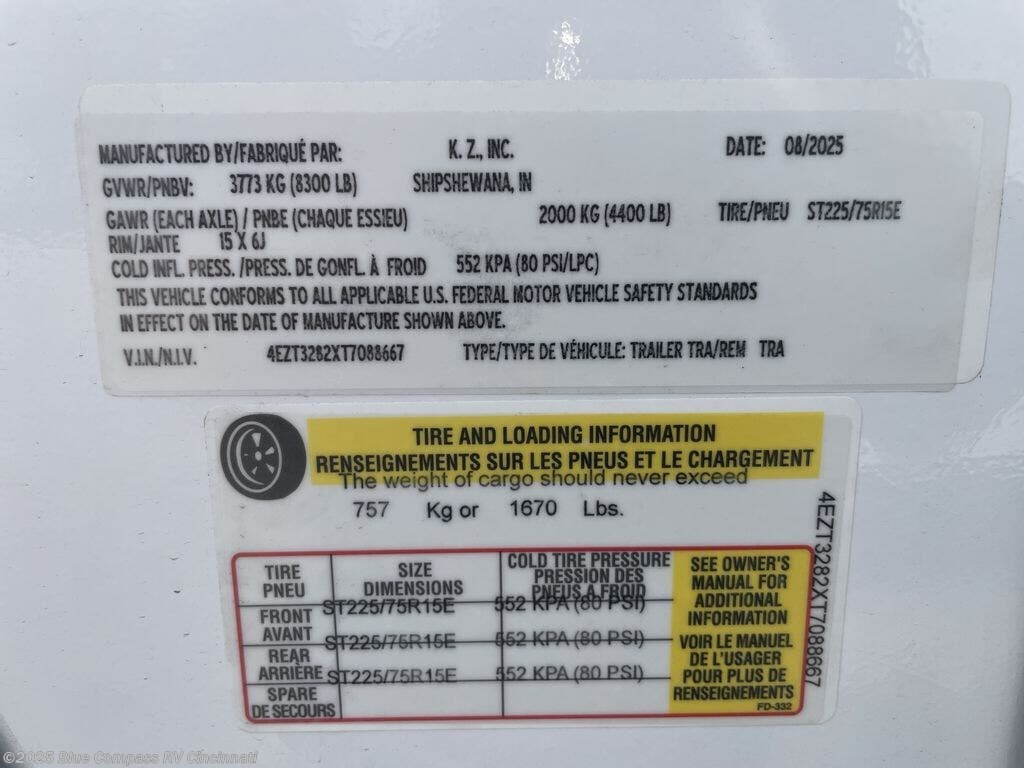 MANUFACTURED BY/FABRIQUÉ PAR: K. Z., INC. DATE: 08/2025
GVWR/PNBV: 3773 KG (8300 LB) SHIPSHEWANA, IN
GAWR (EACH AXLE) / PNBE (CHAQUE ESSIEU) 2000 KG (4400 LB) TIRE/PNEU ST225/75R15E
RIM/JANTE 15 X 6J
COLD INFL. PRESS. /PRESS. DE GONFL. À FROID 552 KPA (80 PSI/LPC)
THIS VEHICLE CONFORMS TO ALL APPLICABLE U.S. FEDERAL MOTOR VEHICLE SAFETY STANDARDS
IN EFFECT ON THE DATE OF MANUFACTURE SHOWN ABOVE.
V.I.N./N.I.V. 4EZT3282XT7088667 TYPE/TYPE DE VÉHICULE: TRAILER TRA/REM TRA
TIRE AND LOADING INFORMATION
RENSEIGNEMENTS SUR LES PNEUS ET LE CHARGEMENT
The weight of cargo should never exceed
757 Kg or 1670 Lbs.
4EZT3282XT7088667
TIRE
PNEU
SIZE
DIMENSIONS
COLD TIRE PRESSURE
PRESSION DES
PNEUS A FROID
FRONT
AVANT
ST225/75R15E 552 KPA (80 PSI)
REAR
ARRIÈRE
ST225/75R15E 552 KPA (80 PSI)
SPARE
DE SECOURS
ST225/75R15E 552 KPA (80 PSI)
SEE OWNER'S
MANUAL FOR
ADDITIONAL
INFORMATION
VOIR LE MANUEL
DE L'USAGER
POUR PLUS DE
RENSEIGNEMENTS
FD-332
©2025 Blue Compass RV Cincinnati